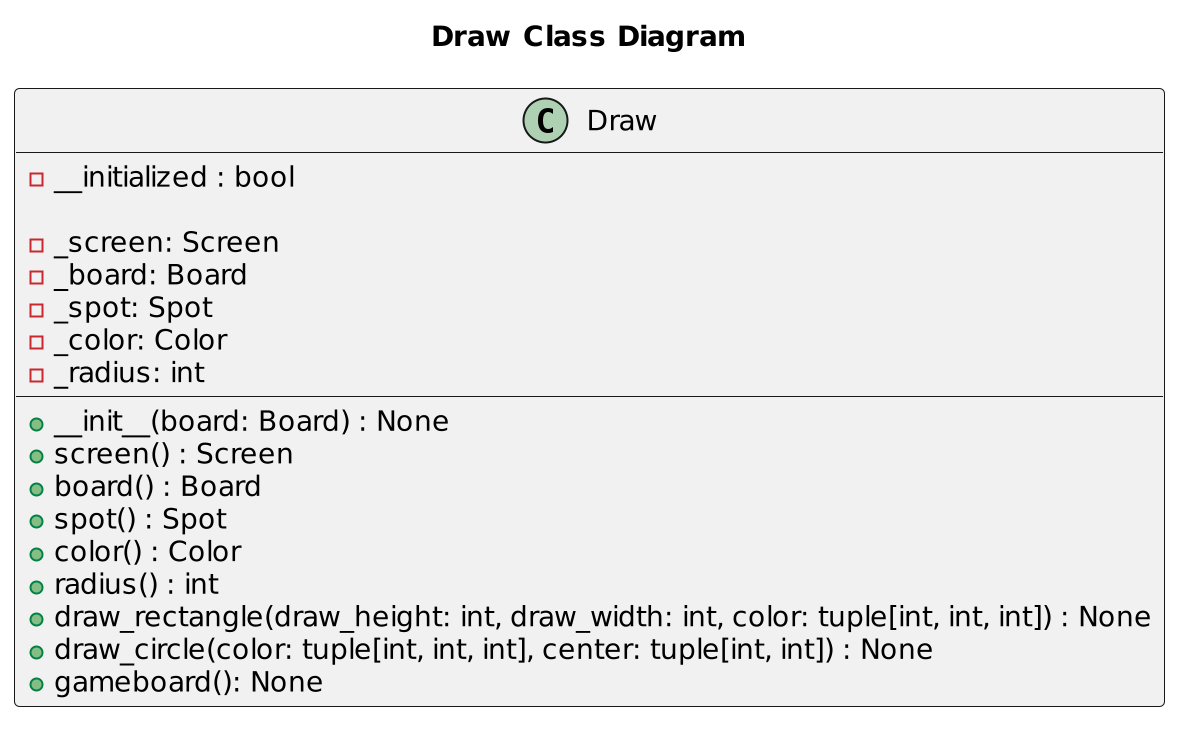 Draw Class Diagram
C Draw
__initialized : bool
_screen: Screen
_board: Board
_spot: Spot
_color: Color
_radius: int
__init__(board: Board) : None
screen() : Screen
board() : Board
spot() : Spot
color() : Color
radius() : int
draw_rectangle(draw_height: int, draw_width: int, color: tuple[int, int, int]) : None
draw_circle(color: tuple[int, int, int], center: tuple[int, int]) : None
gameboard(): None